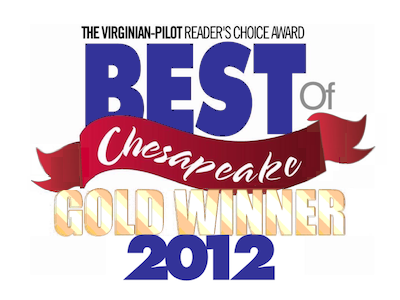 THE VIRGINIAN-PILOT READER'S CHOICE AWARD
BEST Of
Chesapeake
GOLD WINNER
2012